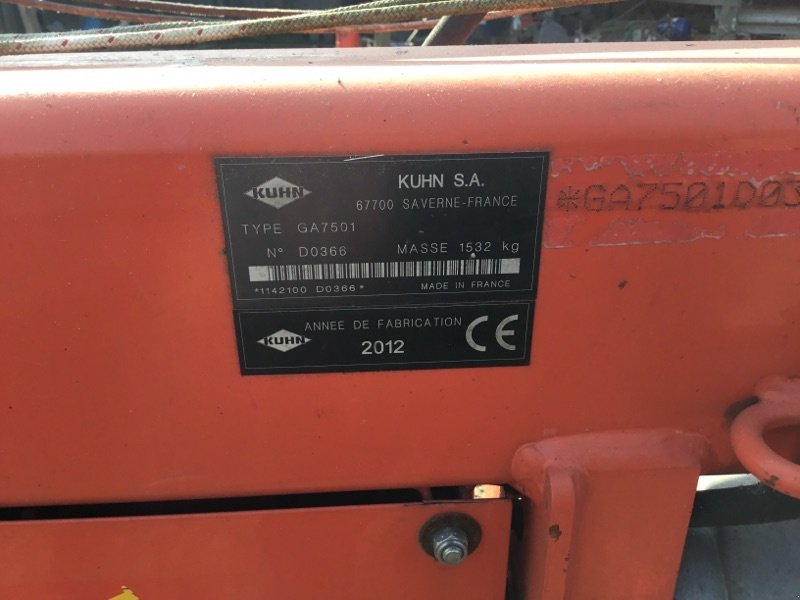 KUHN
KUHN S.A.
67700 SAVERNE-FRANCE
TYPE GA7501
N° D0366 MASSE 1532 kg
*1142100 D0366* MADE IN FRANCE
*GA7501D03
KUHN
ANNEE DE FABRICATION
2012 CE